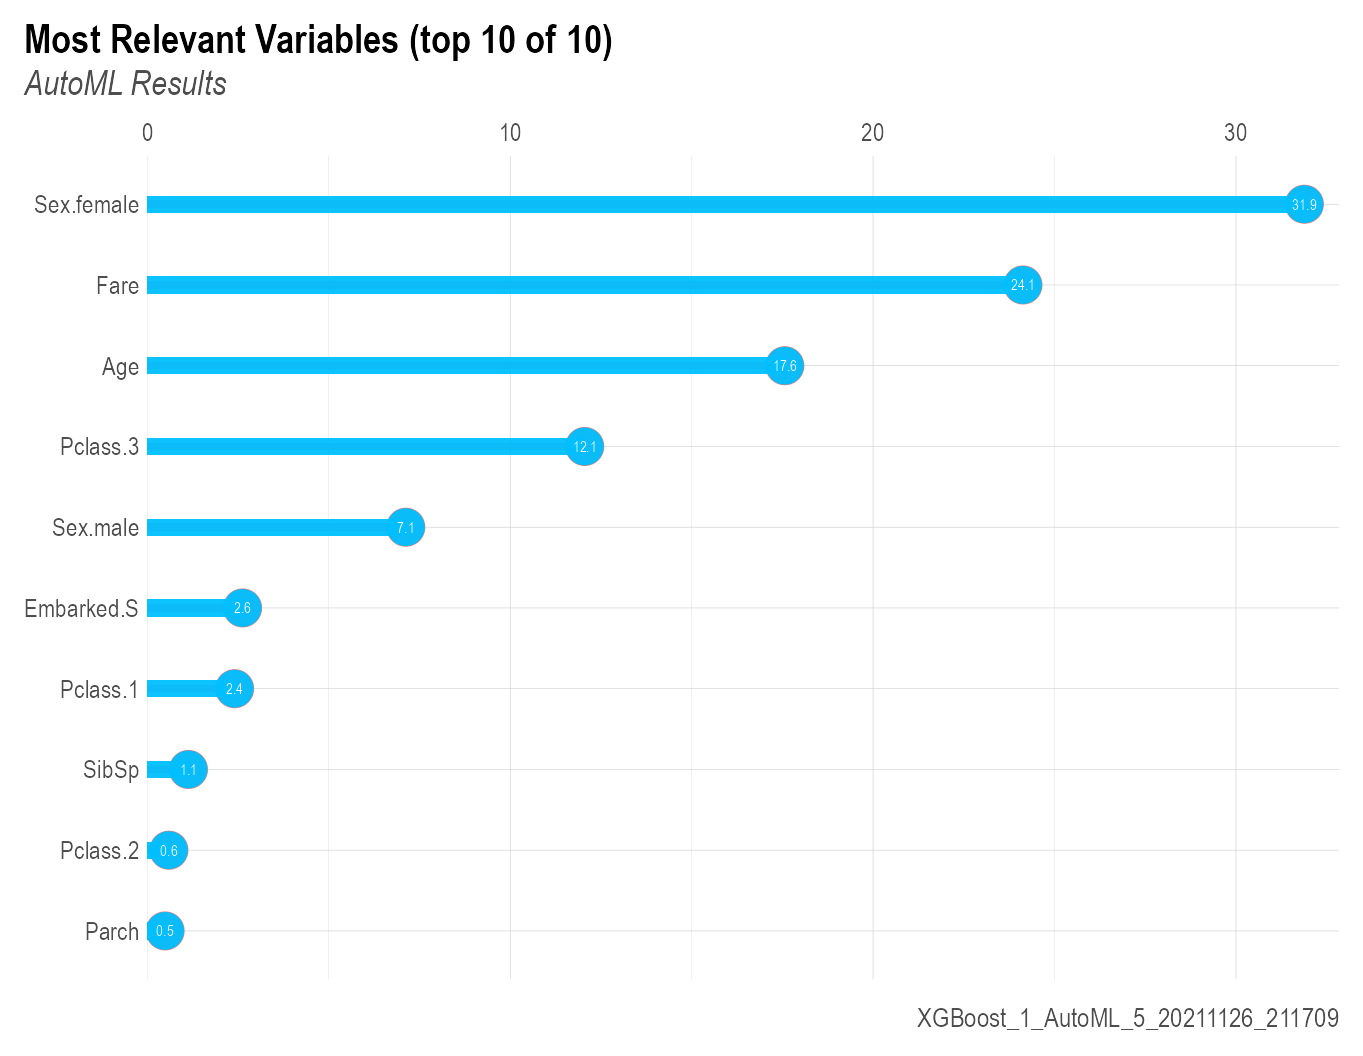 Most Relevant Variables (top 10 of 10)
AutoML Results
0 10 20 30
Sex.female 31.9
Fare 24.1
Age 17.6
Pclass.3 12.1
Sex.male 7.1
Embarked.S 2.6
Pclass.1 2.4
SibSp 1.1
Pclass.2 0.6
Parch 0.5
XGBoost_1_AutoML_5_20211126_211709